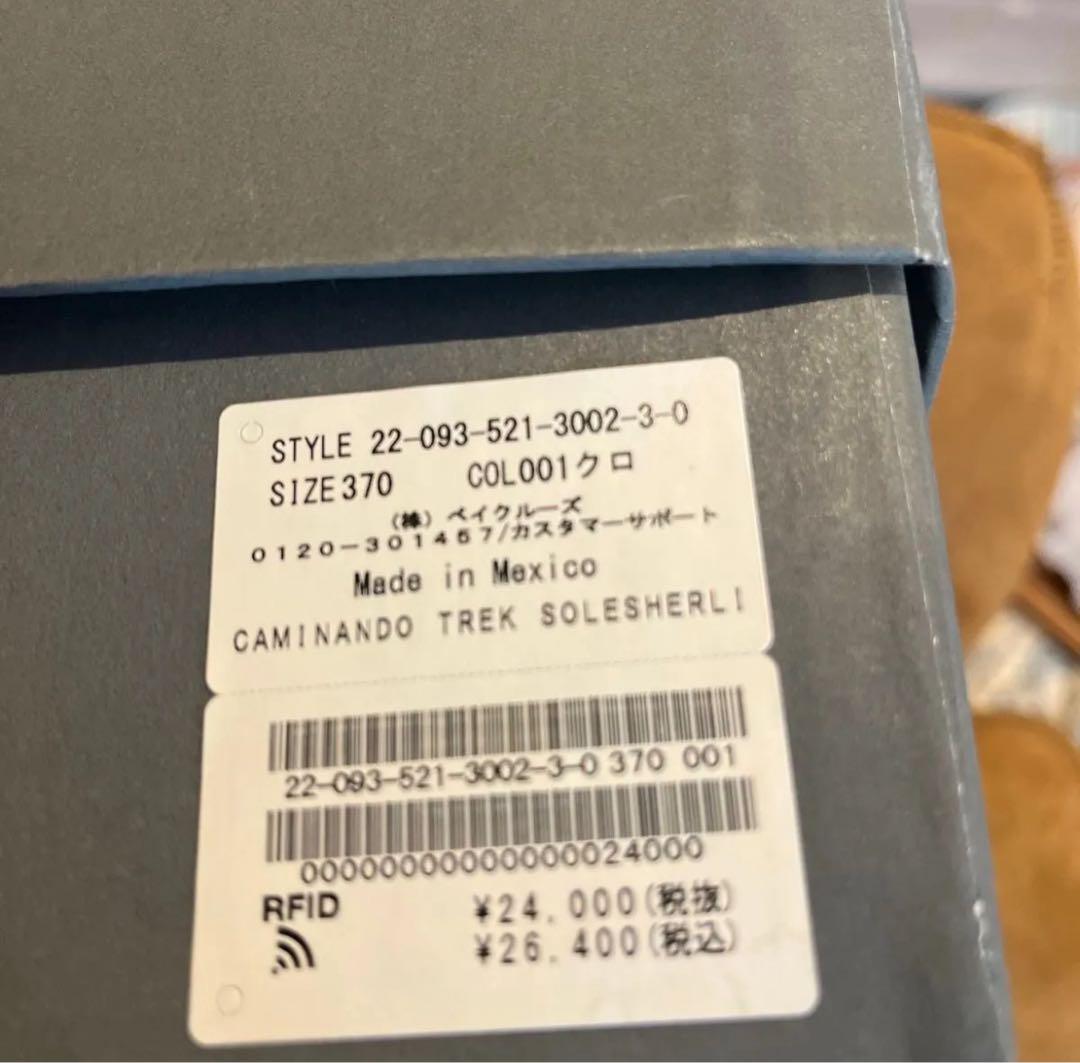 STYLE 22-093-521-3002-3-0
SIZE370 COL001クロ
(株) ベイクルーズ
0120-301457/カスタマーサポート
Made in Mexico
CAMINANDO TREK SOLESHERLI
22-093-521-3002-3-0 370 001
00000000000000024000
RFID
¥24.000(税抜)
¥26.400(税込)